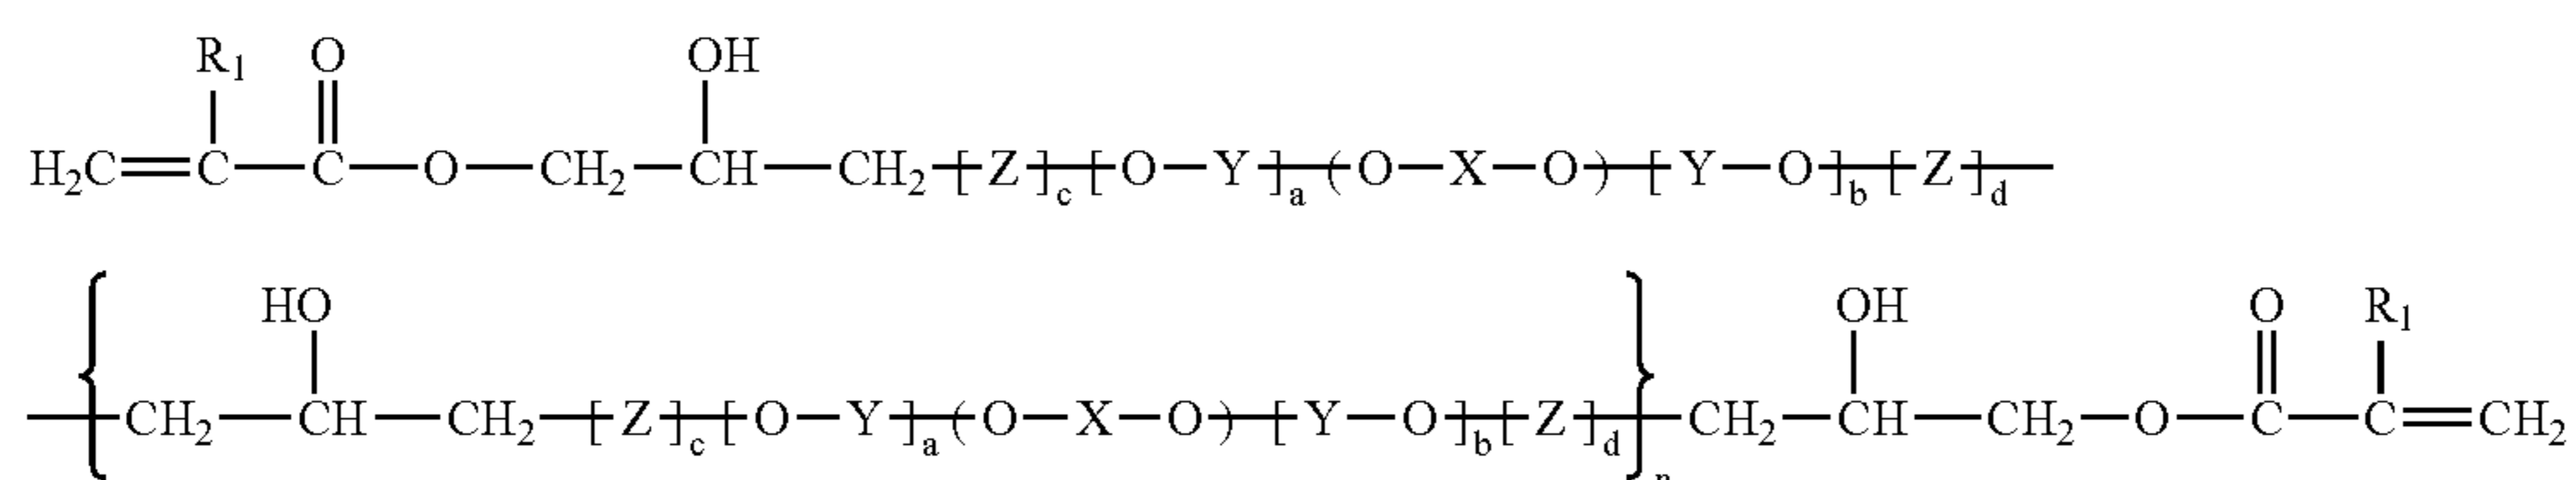 R1 O OH
H2C=C—C—O—CH2—CH—CH2—[Z]c[O—Y]a(O—X—O)[Y—O]b[Z]d—
HO OH O R1
—{CH2—CH—CH2—[Z]c[O—Y]a(O—X—O)[Y—O]b[Z]d}n CH2—CH—CH2—O—C—C=CH2